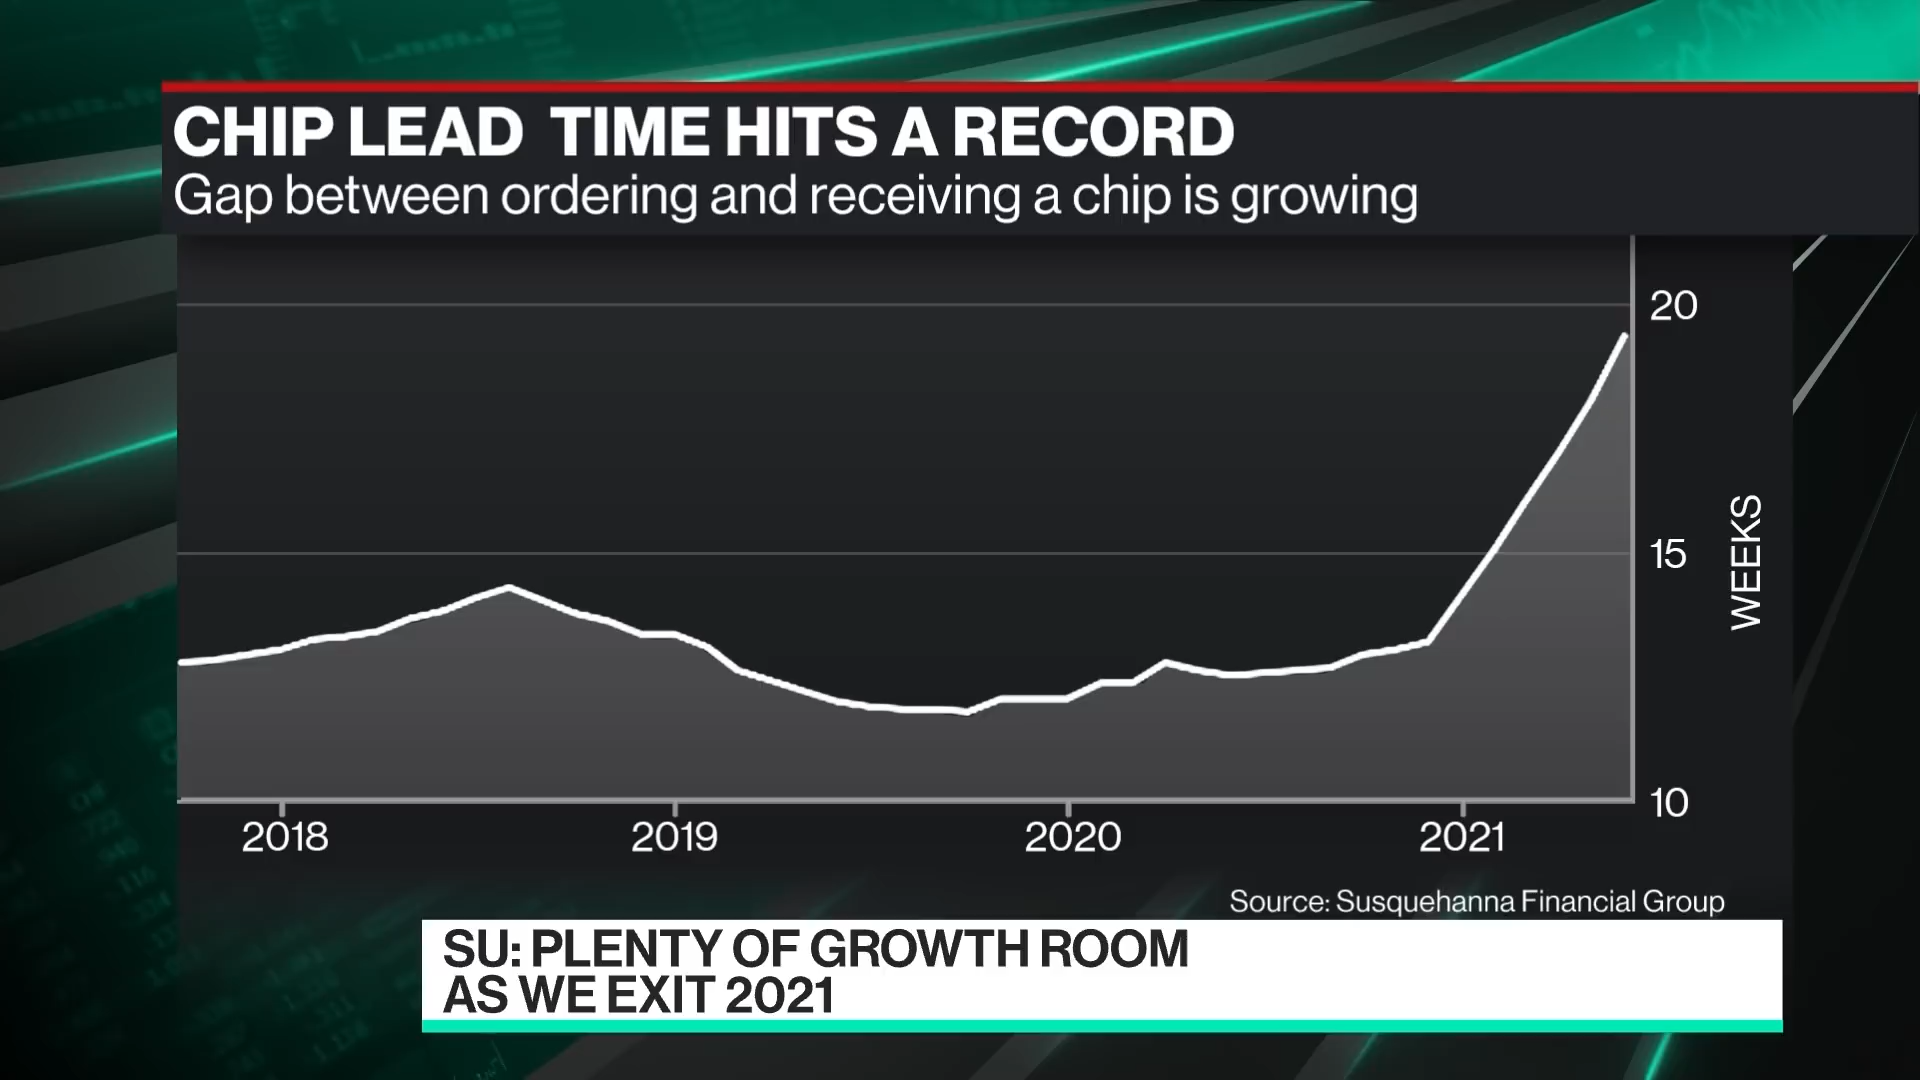 CHIP LEAD TIME HITS A RECORD
Gap between ordering and receiving a chip is growing
20
15
10
WEEKS
2018
2019
2020
2021
Source: Susquehanna Financial Group
SU: PLENTY OF GROWTH ROOM
AS WE EXIT 2021